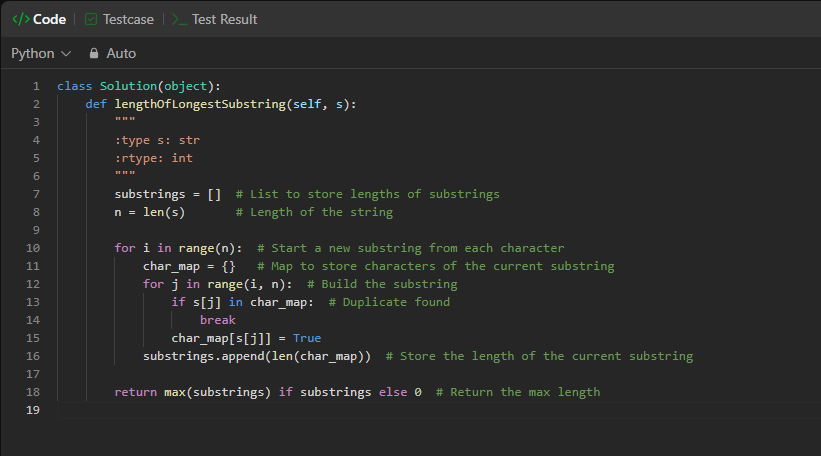 </> Code | Testcase | >_ Test Result
Python Auto
1 class Solution(object):
2     def lengthOfLongestSubstring(self, s):
3         """
4         :type s: str
5         :rtype: int
6         """
7         substrings = []  # List to store lengths of substrings
8         n = len(s)       # Length of the string
9
10         for i in range(n):  # Start a new substring from each character
11             char_map = {}   # Map to store characters of the current substring
12             for j in range(i, n):  # Build the substring
13                 if s[j] in char_map:  # Duplicate found
14                     break
15                 char_map[s[j]] = True
16             substrings.append(len(char_map))  # Store the length of the current substring
17
18         return max(substrings) if substrings else 0  # Return the max length
19